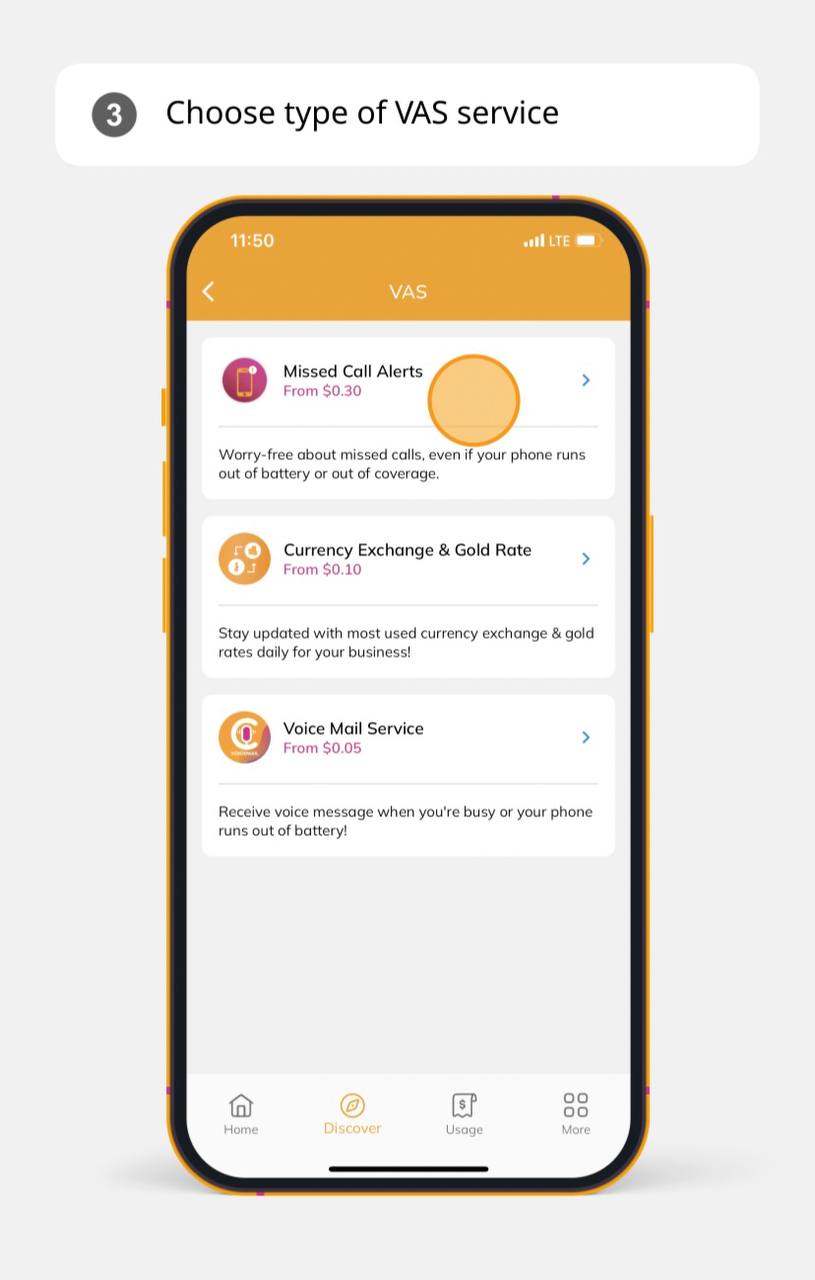 3 Choose type of VAS service
11:50 LTE
VAS
Missed Call Alerts
From $0.30
Worry-free about missed calls, even if your phone runs
out of battery or out of coverage.
Currency Exchange & Gold Rate
From $0.10
Stay updated with most used currency exchange & gold
rates daily for your business!
Voice Mail Service
From $0.05
Receive voice message when you're busy or your phone
runs out of battery!
Home Discover Usage More